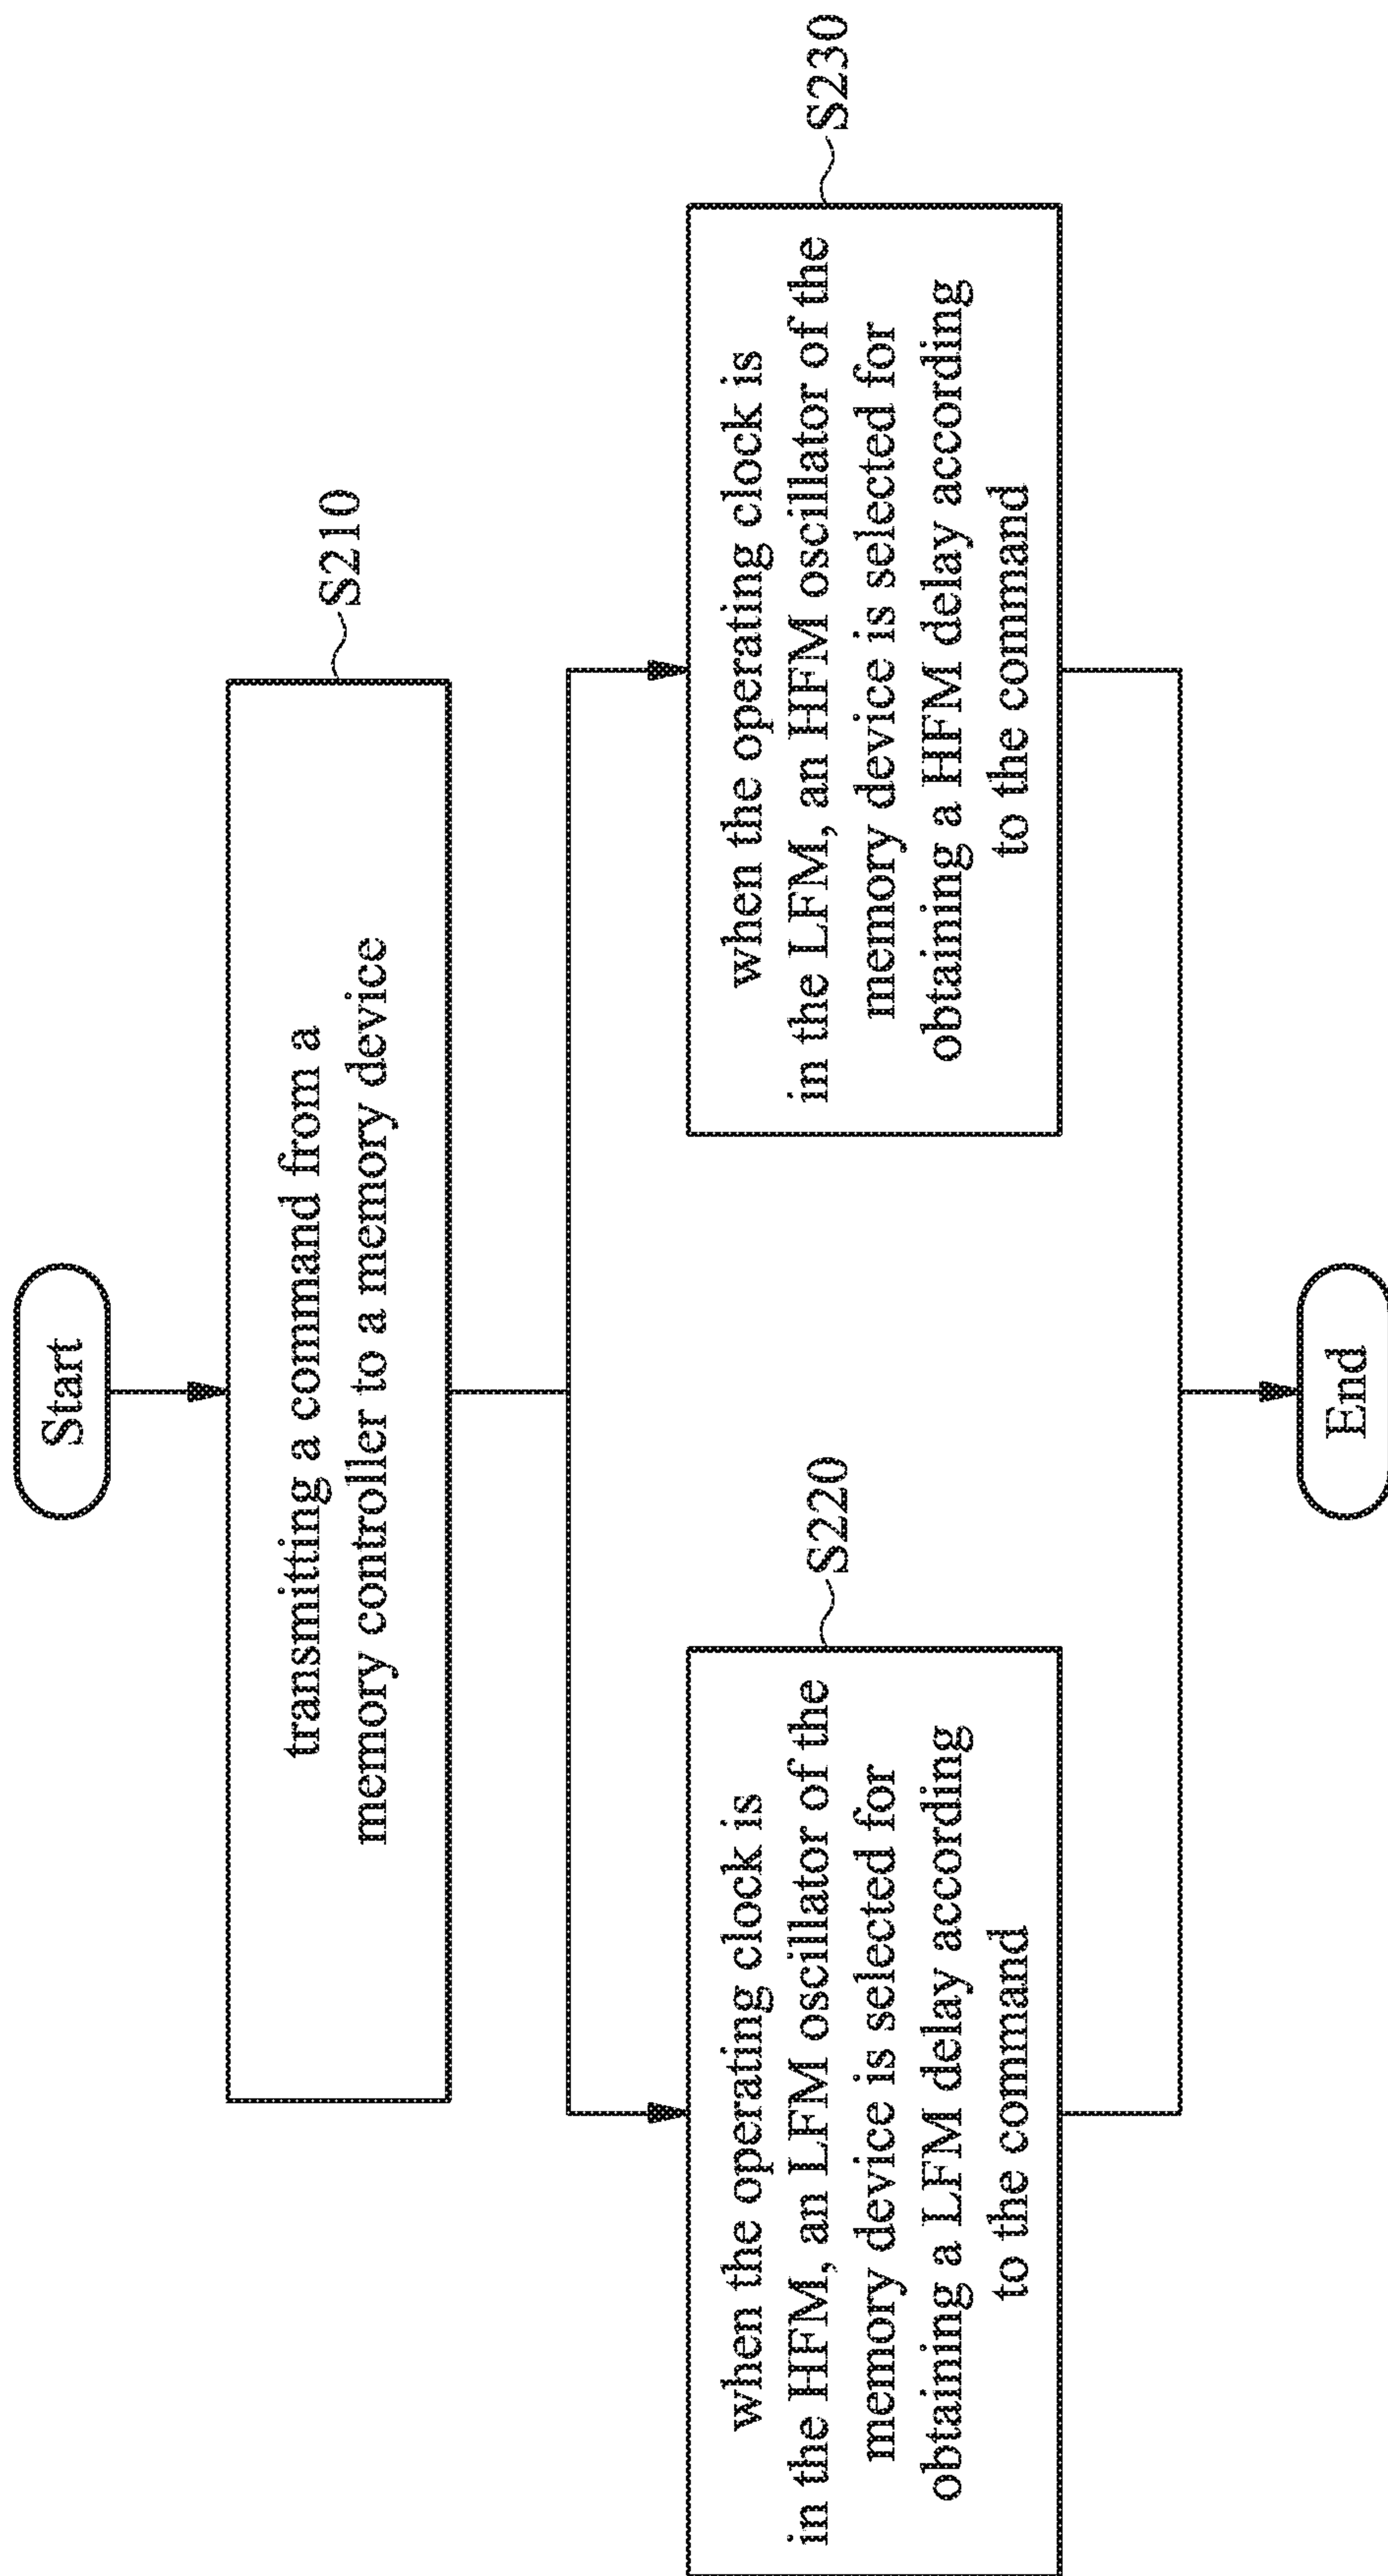 Start
transmitting a command from a
memory controller to a memory device
S210
when the operating clock is
in the HFM, an LFM oscillator of the
memory device is selected for
obtaining a LFM delay according
to the command
S220
when the operating clock is
in the LFM, an HFM oscillator of the
memory device is selected for
obtaining a HFM delay according
to the command
S230
End